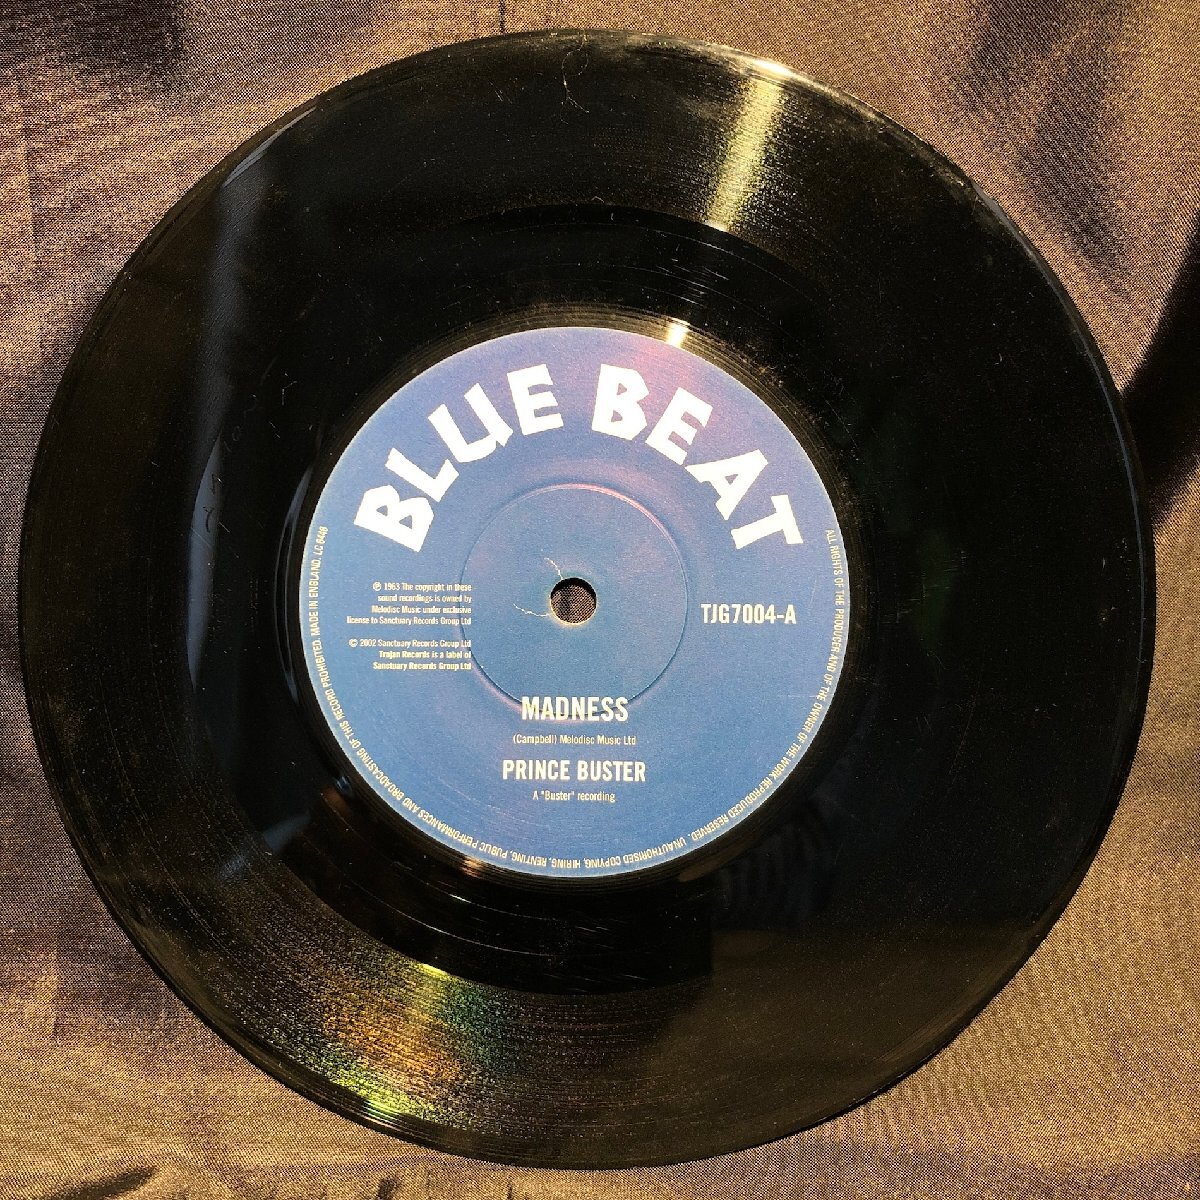 BLUE BEAT
℗ 1963 The copyright in these
sound recordings is owned by
Melodisc Music under exclusive
license to Sanctuary Records Group Ltd
© 2002 Sanctuary Records Group Ltd
Trojan Records is a label of
Sanctuary Records Group Ltd
TJG7004-A
MADNESS
(Campbell) Melodisc Music Ltd
PRINCE BUSTER
A "Buster" recording
ALL RIGHTS OF THE PRODUCER AND OF THE OWNER OF THE WORK REPRODUCED RESERVED. UNAUTHORISED COPYING, HIRING, RENTING, PUBLIC PERFORMANCES AND BROADCASTING OF THIS RECORD PROHIBITED. MADE IN ENGLAND. LC 6448